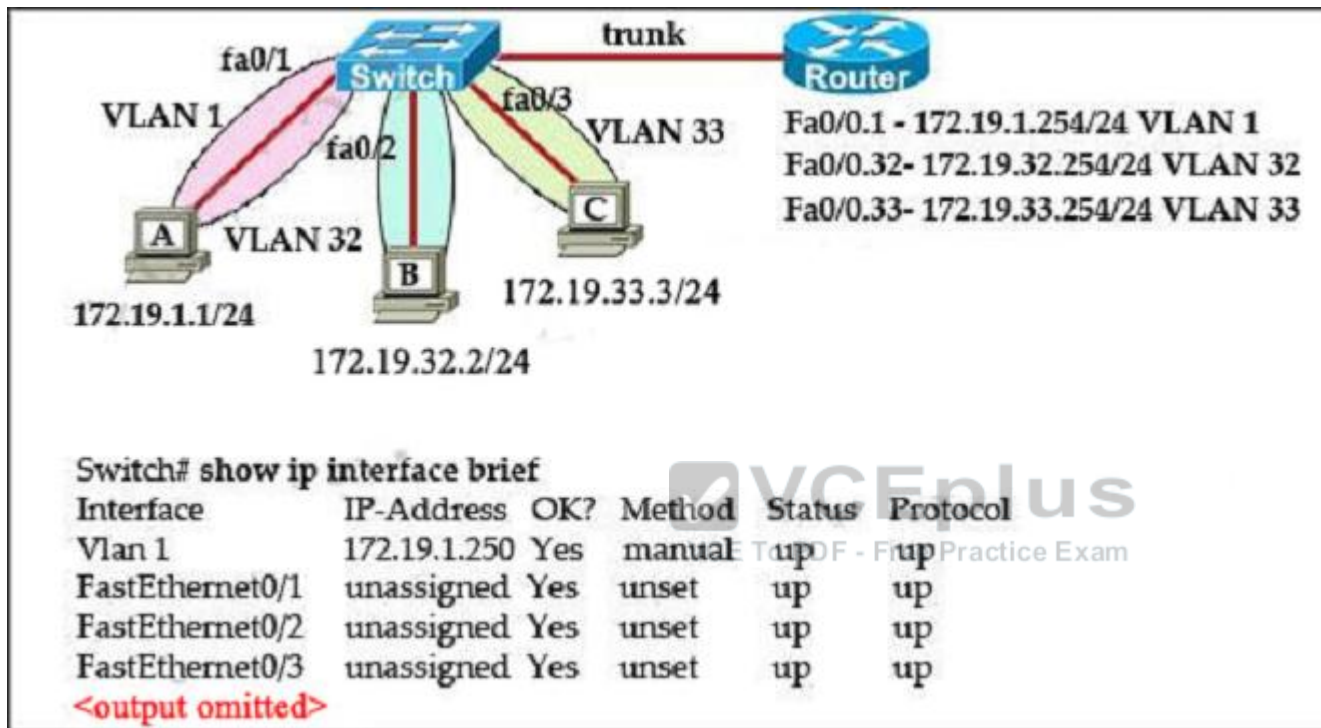 trunk
fa0/1
Switch
Router
fa0/3
VLAN 1
VLAN 33
fa0/2
Fa0/0.1 - 172.19.1.254/24 VLAN 1
Fa0/0.32- 172.19.32.254/24 VLAN 32
Fa0/0.33- 172.19.33.254/24 VLAN 33
A
VLAN 32
B
C
172.19.1.1/24
172.19.33.3/24
172.19.32.2/24
Switch# show ip interface brief
VCEplus
Interface IP-Address OK? Method Status Protocol
Vlan 1 172.19.1.250 Yes manual up up
Practice Exam
FastEthernet0/1 unassigned Yes unset up up
FastEthernet0/2 unassigned Yes unset up up
FastEthernet0/3 unassigned Yes unset up up
<output omitted>